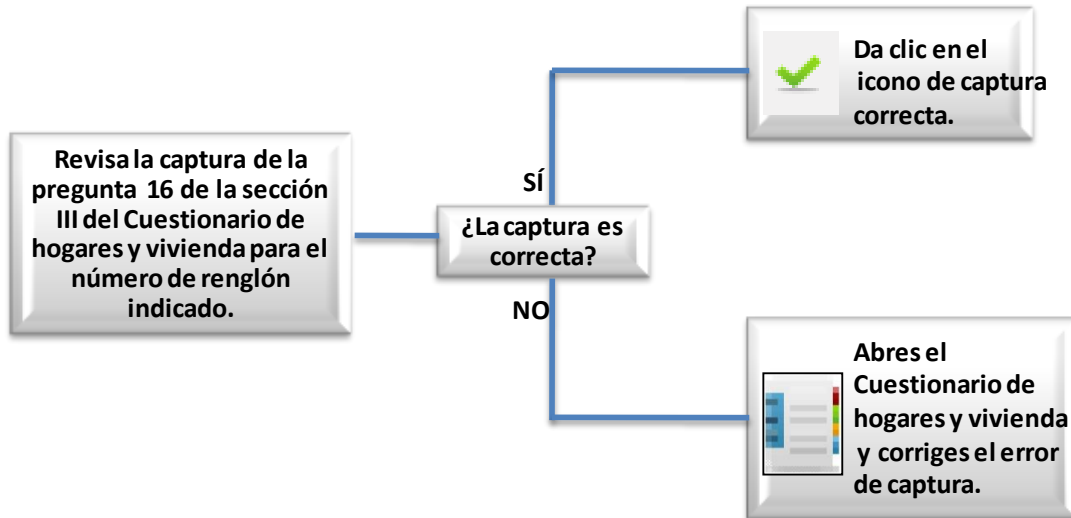 Revisa la captura de la
pregunta 16 de la sección
III del Cuestionario de
hogares y vivienda para el
número de renglón
indicado.
¿La captura es
correcta?
SÍ
Da clic en el
icono de captura
correcta.
NO
Abres el
Cuestionario de
hogares y vivienda
y corriges el error
de captura.